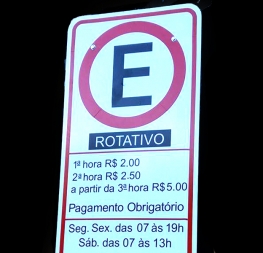 E
ROTATIVO
1ª hora R$ 2.00
2ª hora R$ 2.50
a partir da 3ª hora R$5.00
Pagamento Obrigatório
Seg. Sex. das 07 às 19h
Sáb. das 07 às 13h